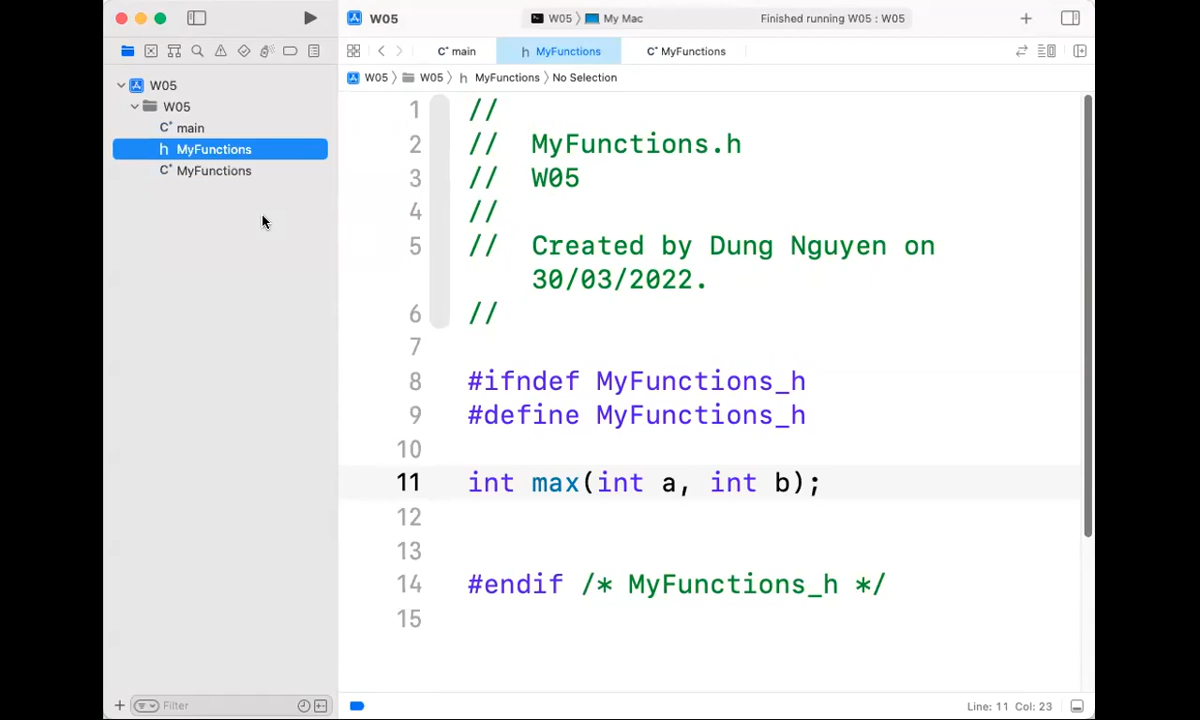 W05
W05 My Mac
Finished running W05 : W05
C+ main
h MyFunctions
C+ MyFunctions
W05 W05 h MyFunctions No Selection
W05
W05
C+ main
h MyFunctions
C+ MyFunctions
1 //
2 // MyFunctions.h
3 // W05
4 //
5 // Created by Dung Nguyen on
30/03/2022.
6 //
7
8 #ifndef MyFunctions_h
9 #define MyFunctions_h
10
11 int max(int a, int b);
12
13
14 #endif /* MyFunctions_h */
15
Filter
Line: 11 Col: 23